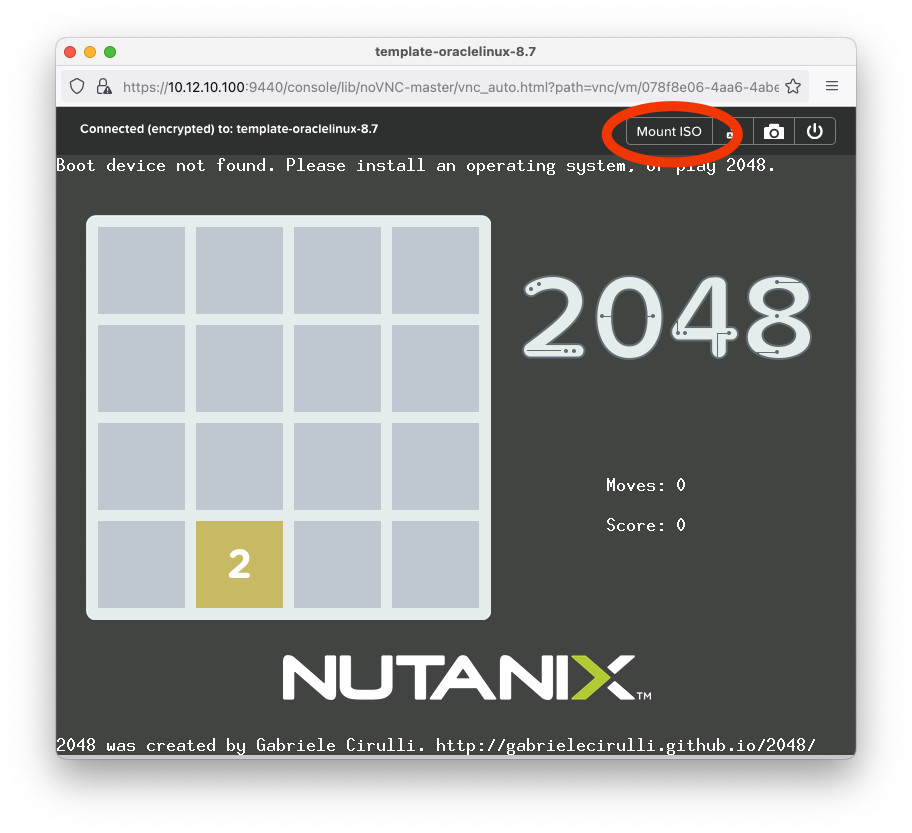 template-oraclelinux-8.7
https://10.12.10.100:9440/console/lib/noVNC-master/vnc_auto.html?path=vnc/vm/078f8e06-4aa6-4abe
Connected (encrypted) to: template-oraclelinux-8.7
Mount ISO
Boot device not found. Please install an operating system, or play 2048.
2048
2
Moves: 0
Score: 0
NUTANIX™
2048 was created by Gabriele Cirulli. http://gabrielecirulli.github.io/2048/